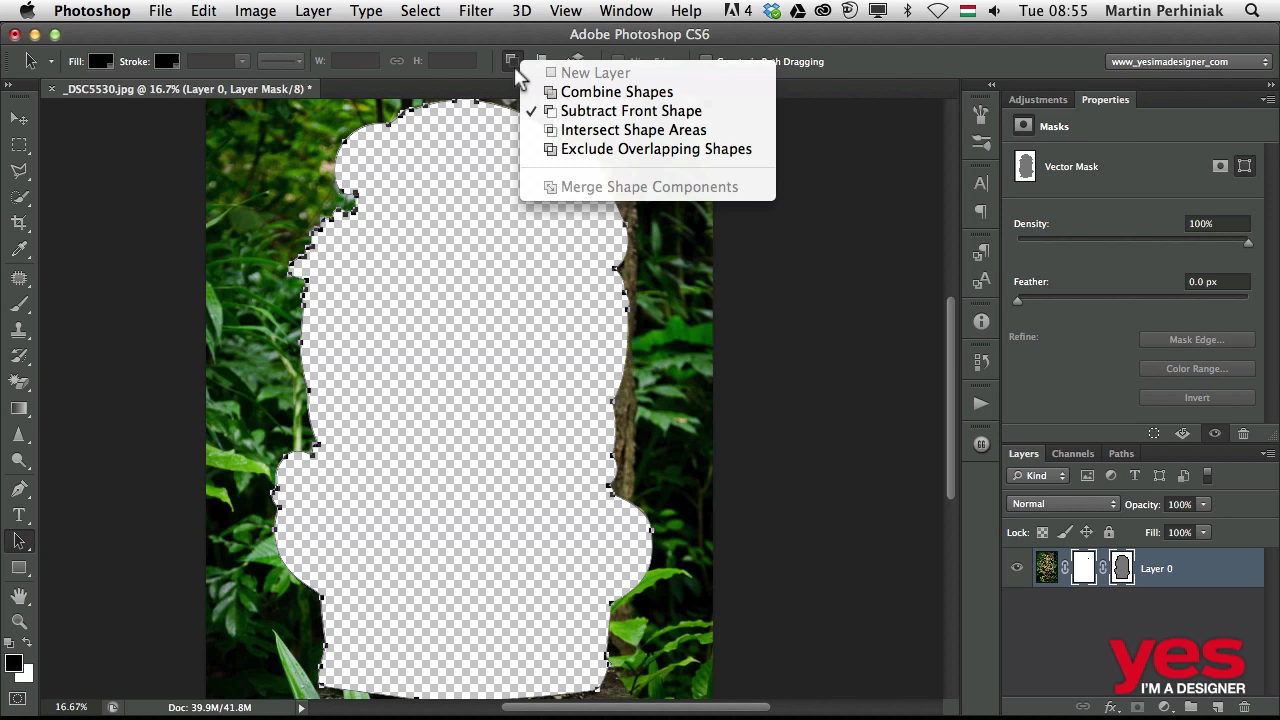 Photoshop File Edit Image Layer Type Select Filter 3D View Window Help 4 Tue 08:55 Martin Perhiniak
Adobe Photoshop CS6
Fill: Stroke: W: H: Path Dragging www_yesimadesigner.com
_DSC5530.jpg @ 16.7% (Layer 0, Layer Mask/8) *
New Layer
Combine Shapes
Subtract Front Shape
Intersect Shape Areas
Exclude Overlapping Shapes
Merge Shape Components
Adjustments Properties
Masks
Vector Mask
Density: 100%
Feather: 0.0 px
Refine: Mask Edge...
Color Range...
Invert
Layers Channels Paths
Kind
Normal Opacity: 100%
Lock: Fill: 100%
Layer 0
yes
I'M A DESIGNER
16.67% Doc: 39.9M/41.8M